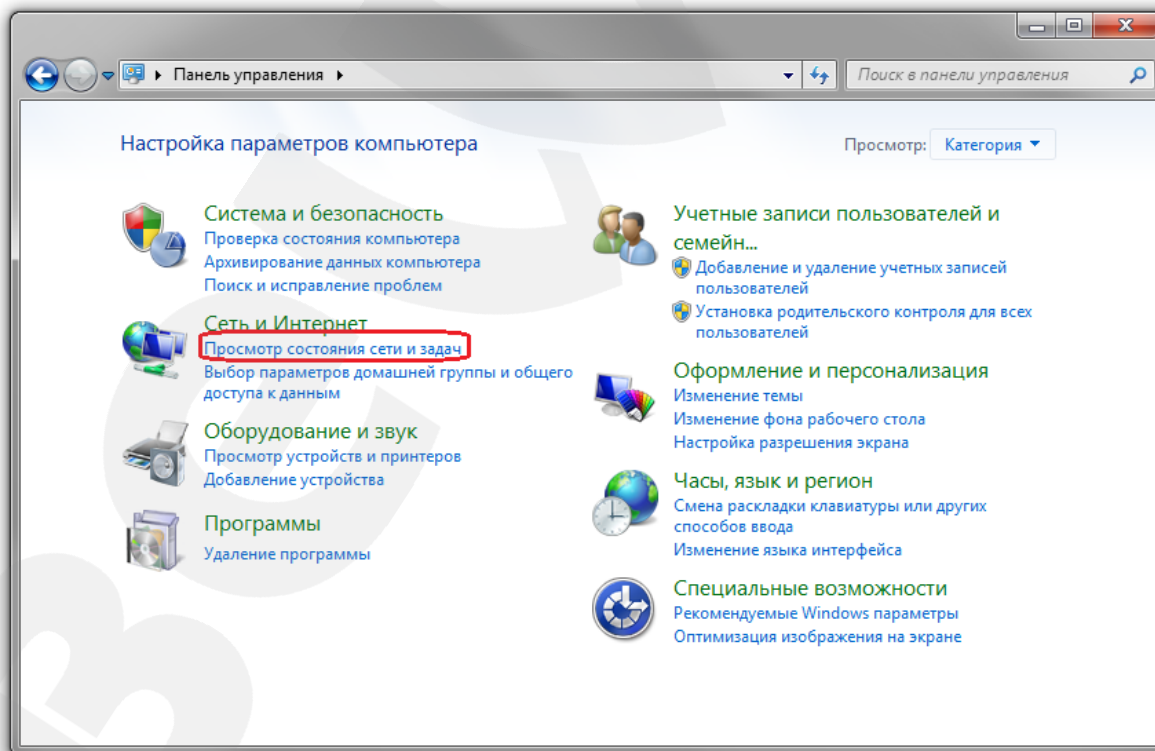 Панель управления
Поиск в панели управления
Настройка параметров компьютера
Просмотр: Категория
Система и безопасность
Проверка состояния компьютера
Архивирование данных компьютера
Поиск и исправление проблем
Сеть и Интернет
Просмотр состояния сети и задач
Выбор параметров домашней группы и общего
доступа к данным
Оборудование и звук
Просмотр устройств и принтеров
Добавление устройства
Программы
Удаление программы
Учетные записи пользователей и
семейн...
Добавление и удаление учетных записей
пользователей
Установка родительского контроля для всех
пользователей
Оформление и персонализация
Изменение темы
Изменение фона рабочего стола
Настройка разрешения экрана
Часы, язык и регион
Смена раскладки клавиатуры или других
способов ввода
Изменение языка интерфейса
Специальные возможности
Рекомендуемые Windows параметры
Оптимизация изображения на экране